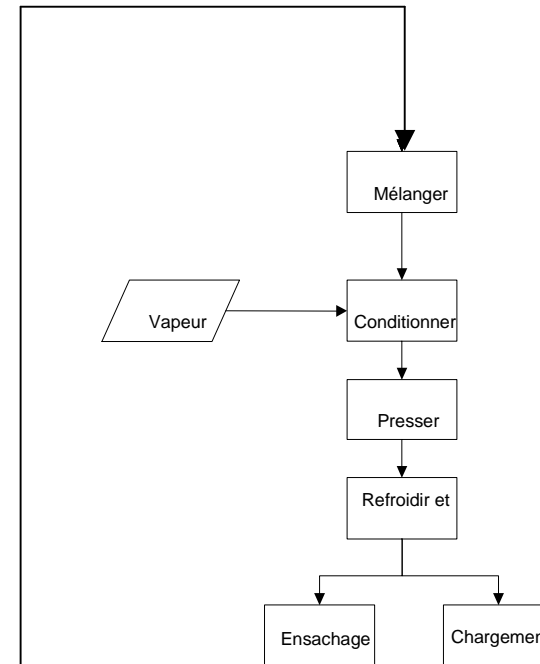 Mélanger
Vapeur
Conditionner
Presser
Refroidir et
Ensachage
Chargemen